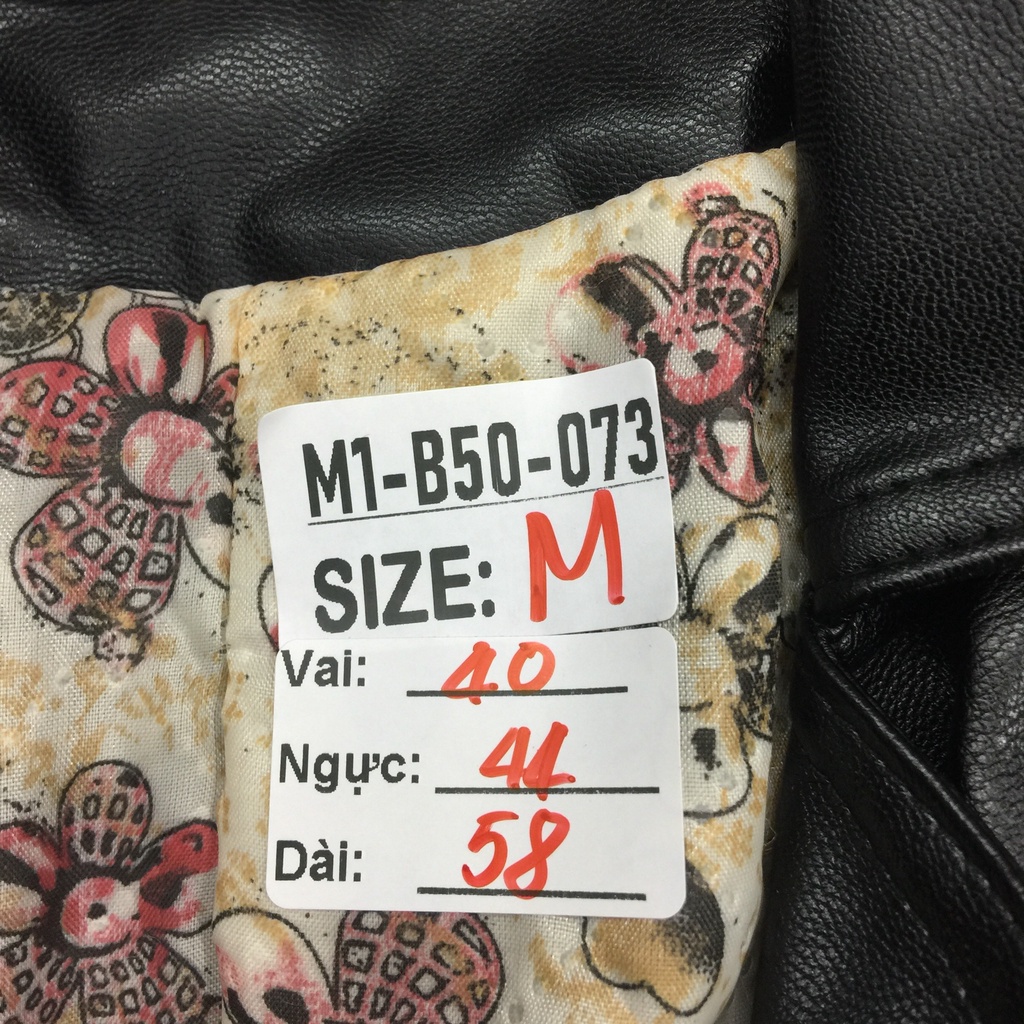 M1-B50-073
SIZE: M
Vai: 40
Ngực: 44
Dài: 58